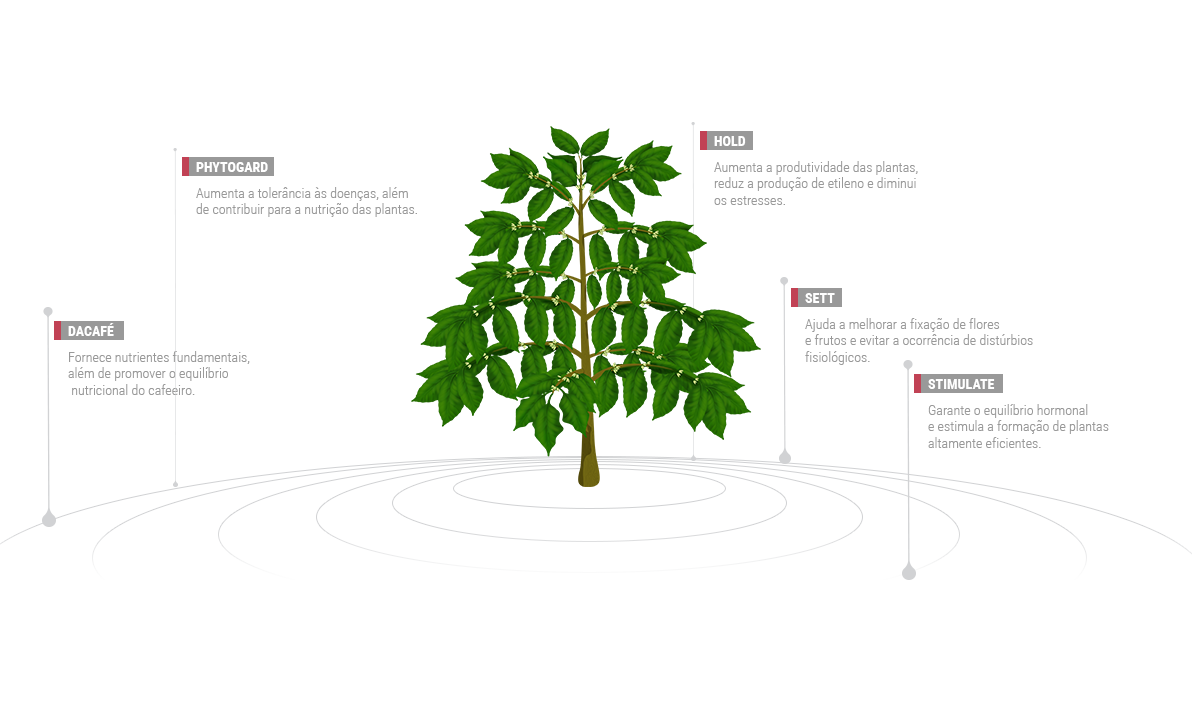 PHYTOGARD
Aumenta a tolerância às doenças, além
de contribuir para a nutrição das plantas.
HOLD
Aumenta a produtividade das plantas,
reduz a produção de etileno e diminui
os estresses.
DACAFÉ
Fornece nutrientes fundamentais,
além de promover o equilíbrio
nutricional do cafeeiro.
SETT
Ajuda a melhorar a fixação de flores
e frutos e evitar a ocorrência de distúrbios
fisiológicos.
STIMULATE
Garante o equilíbrio hormonal
e estimula a formação de plantas
altamente eficientes.